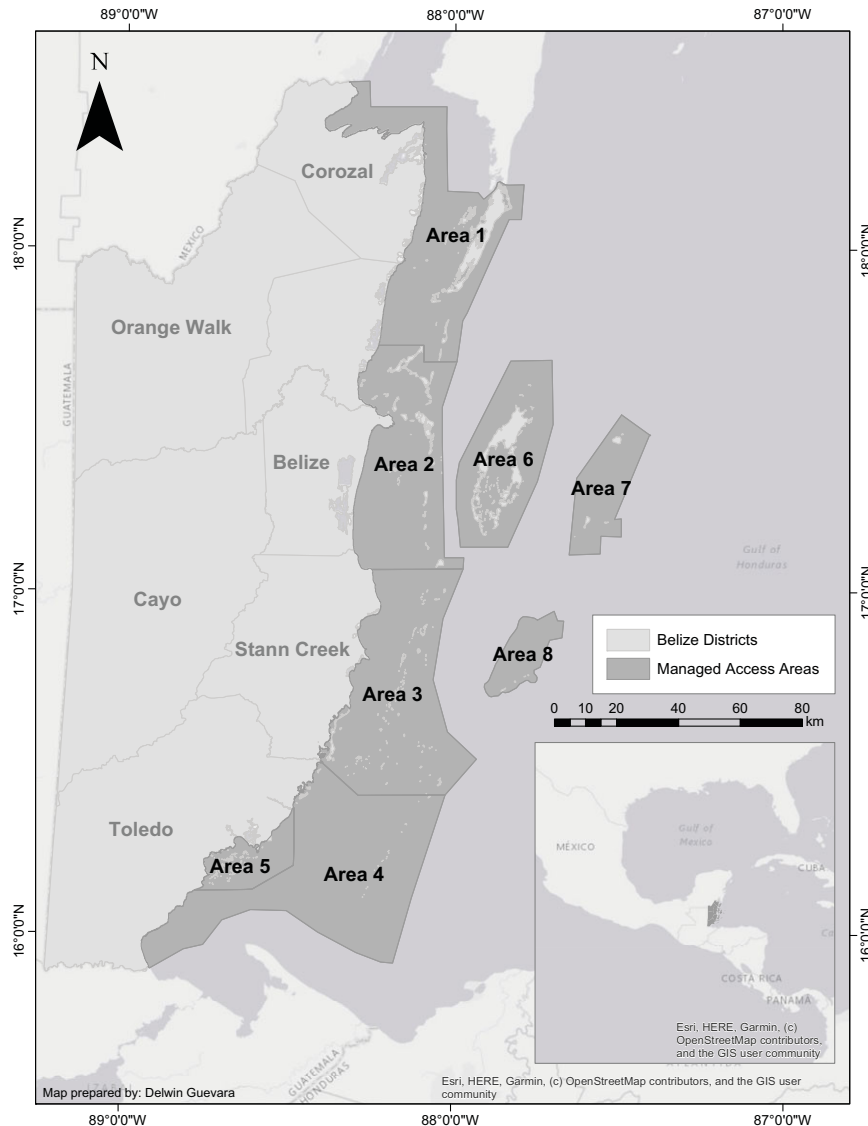 89°0'0"W 88°0'0"W 87°0'0"W
N
Corozal
MÉXICO
Area 1
18°0'0"N
18°0'0"N
Orange Walk
GUATEMALA
Belize
Area 2
Area 6
Area 7
Gulf of
Honduras
17°0'0"N
17°0'0"N
Cayo
Stann Creek
Area 3
Area 8
Belize Districts
Managed Access Areas
0 10 20 40 60 80
km
Toledo
Area 5
Area 4
16°0'0"N
16°0'0"N
Gulf of
Mexico
MÉXICO
CUBA
Ca
COSTA RICA
PANAMÁ
Esri, HERE, Garmin, (c)
OpenStreetMap contributors,
and the GIS user community
GUATEMALA
HONDURAS
IZABAL
Map prepared by: Delwin Guevara
Esri, HERE, Garmin, (c) OpenStreetMap contributors, and the GIS user
community
89°0'0"W 88°0'0"W 87°0'0"W